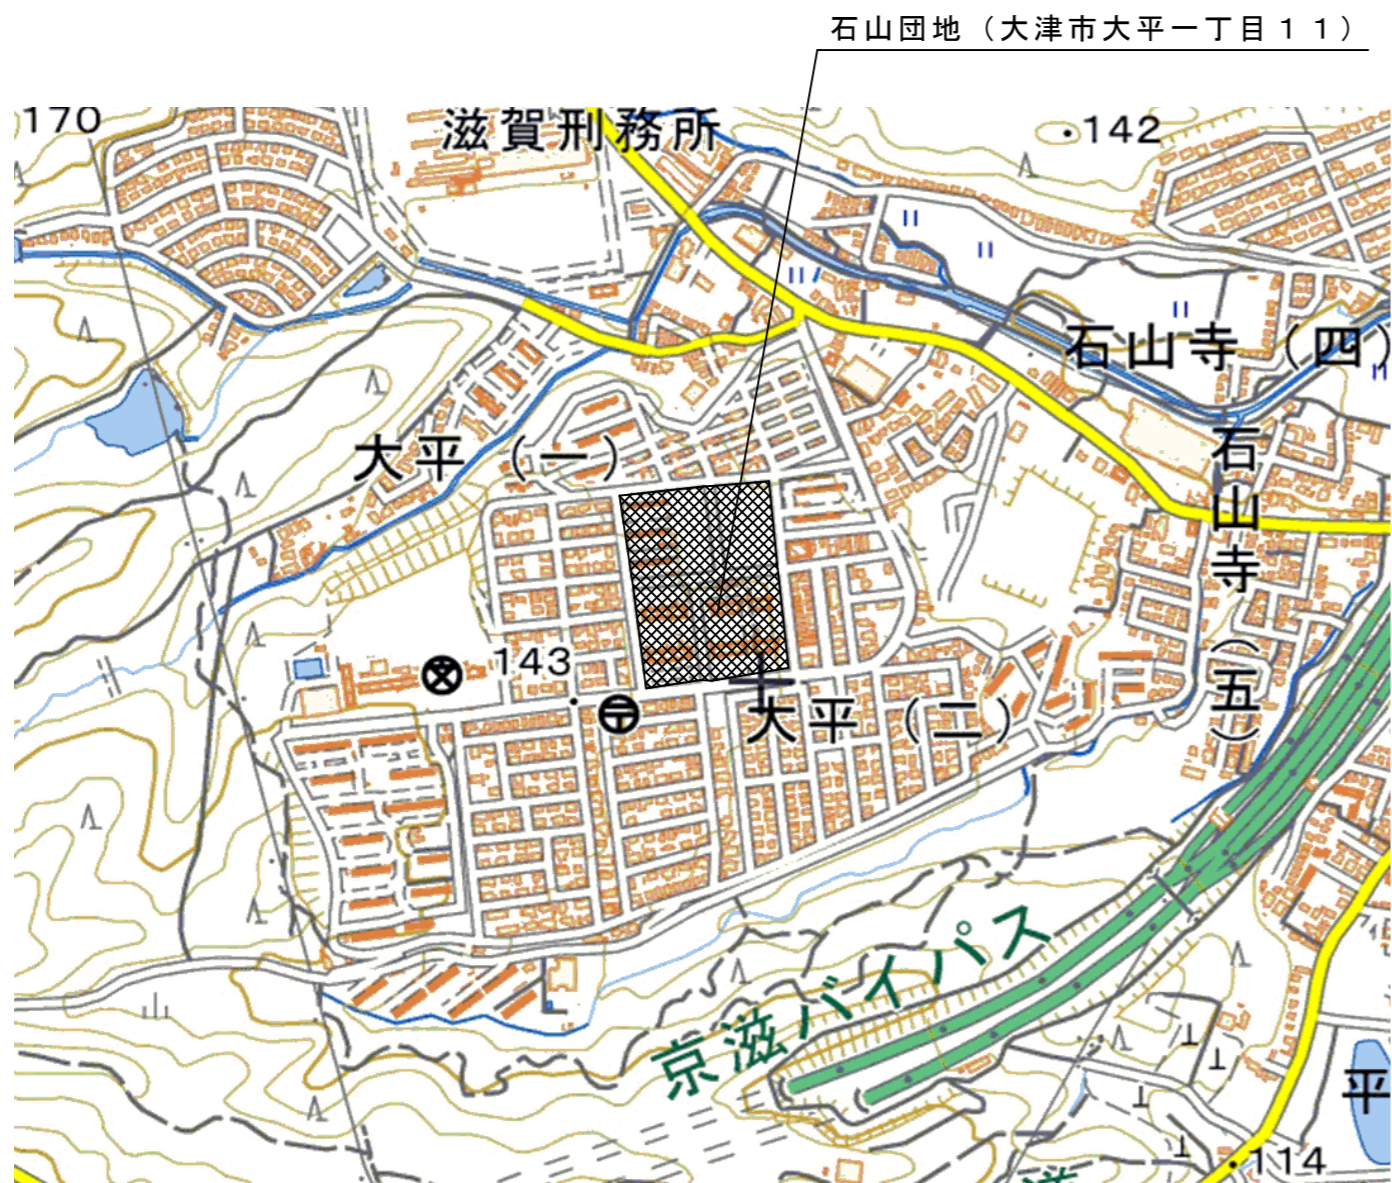 石山団地（大津市大平一丁目１１）
170
滋賀刑務所
142
石山寺（四）
大平（一）
石山寺（五）
143
大平（二）
京滋バイパス
平
114